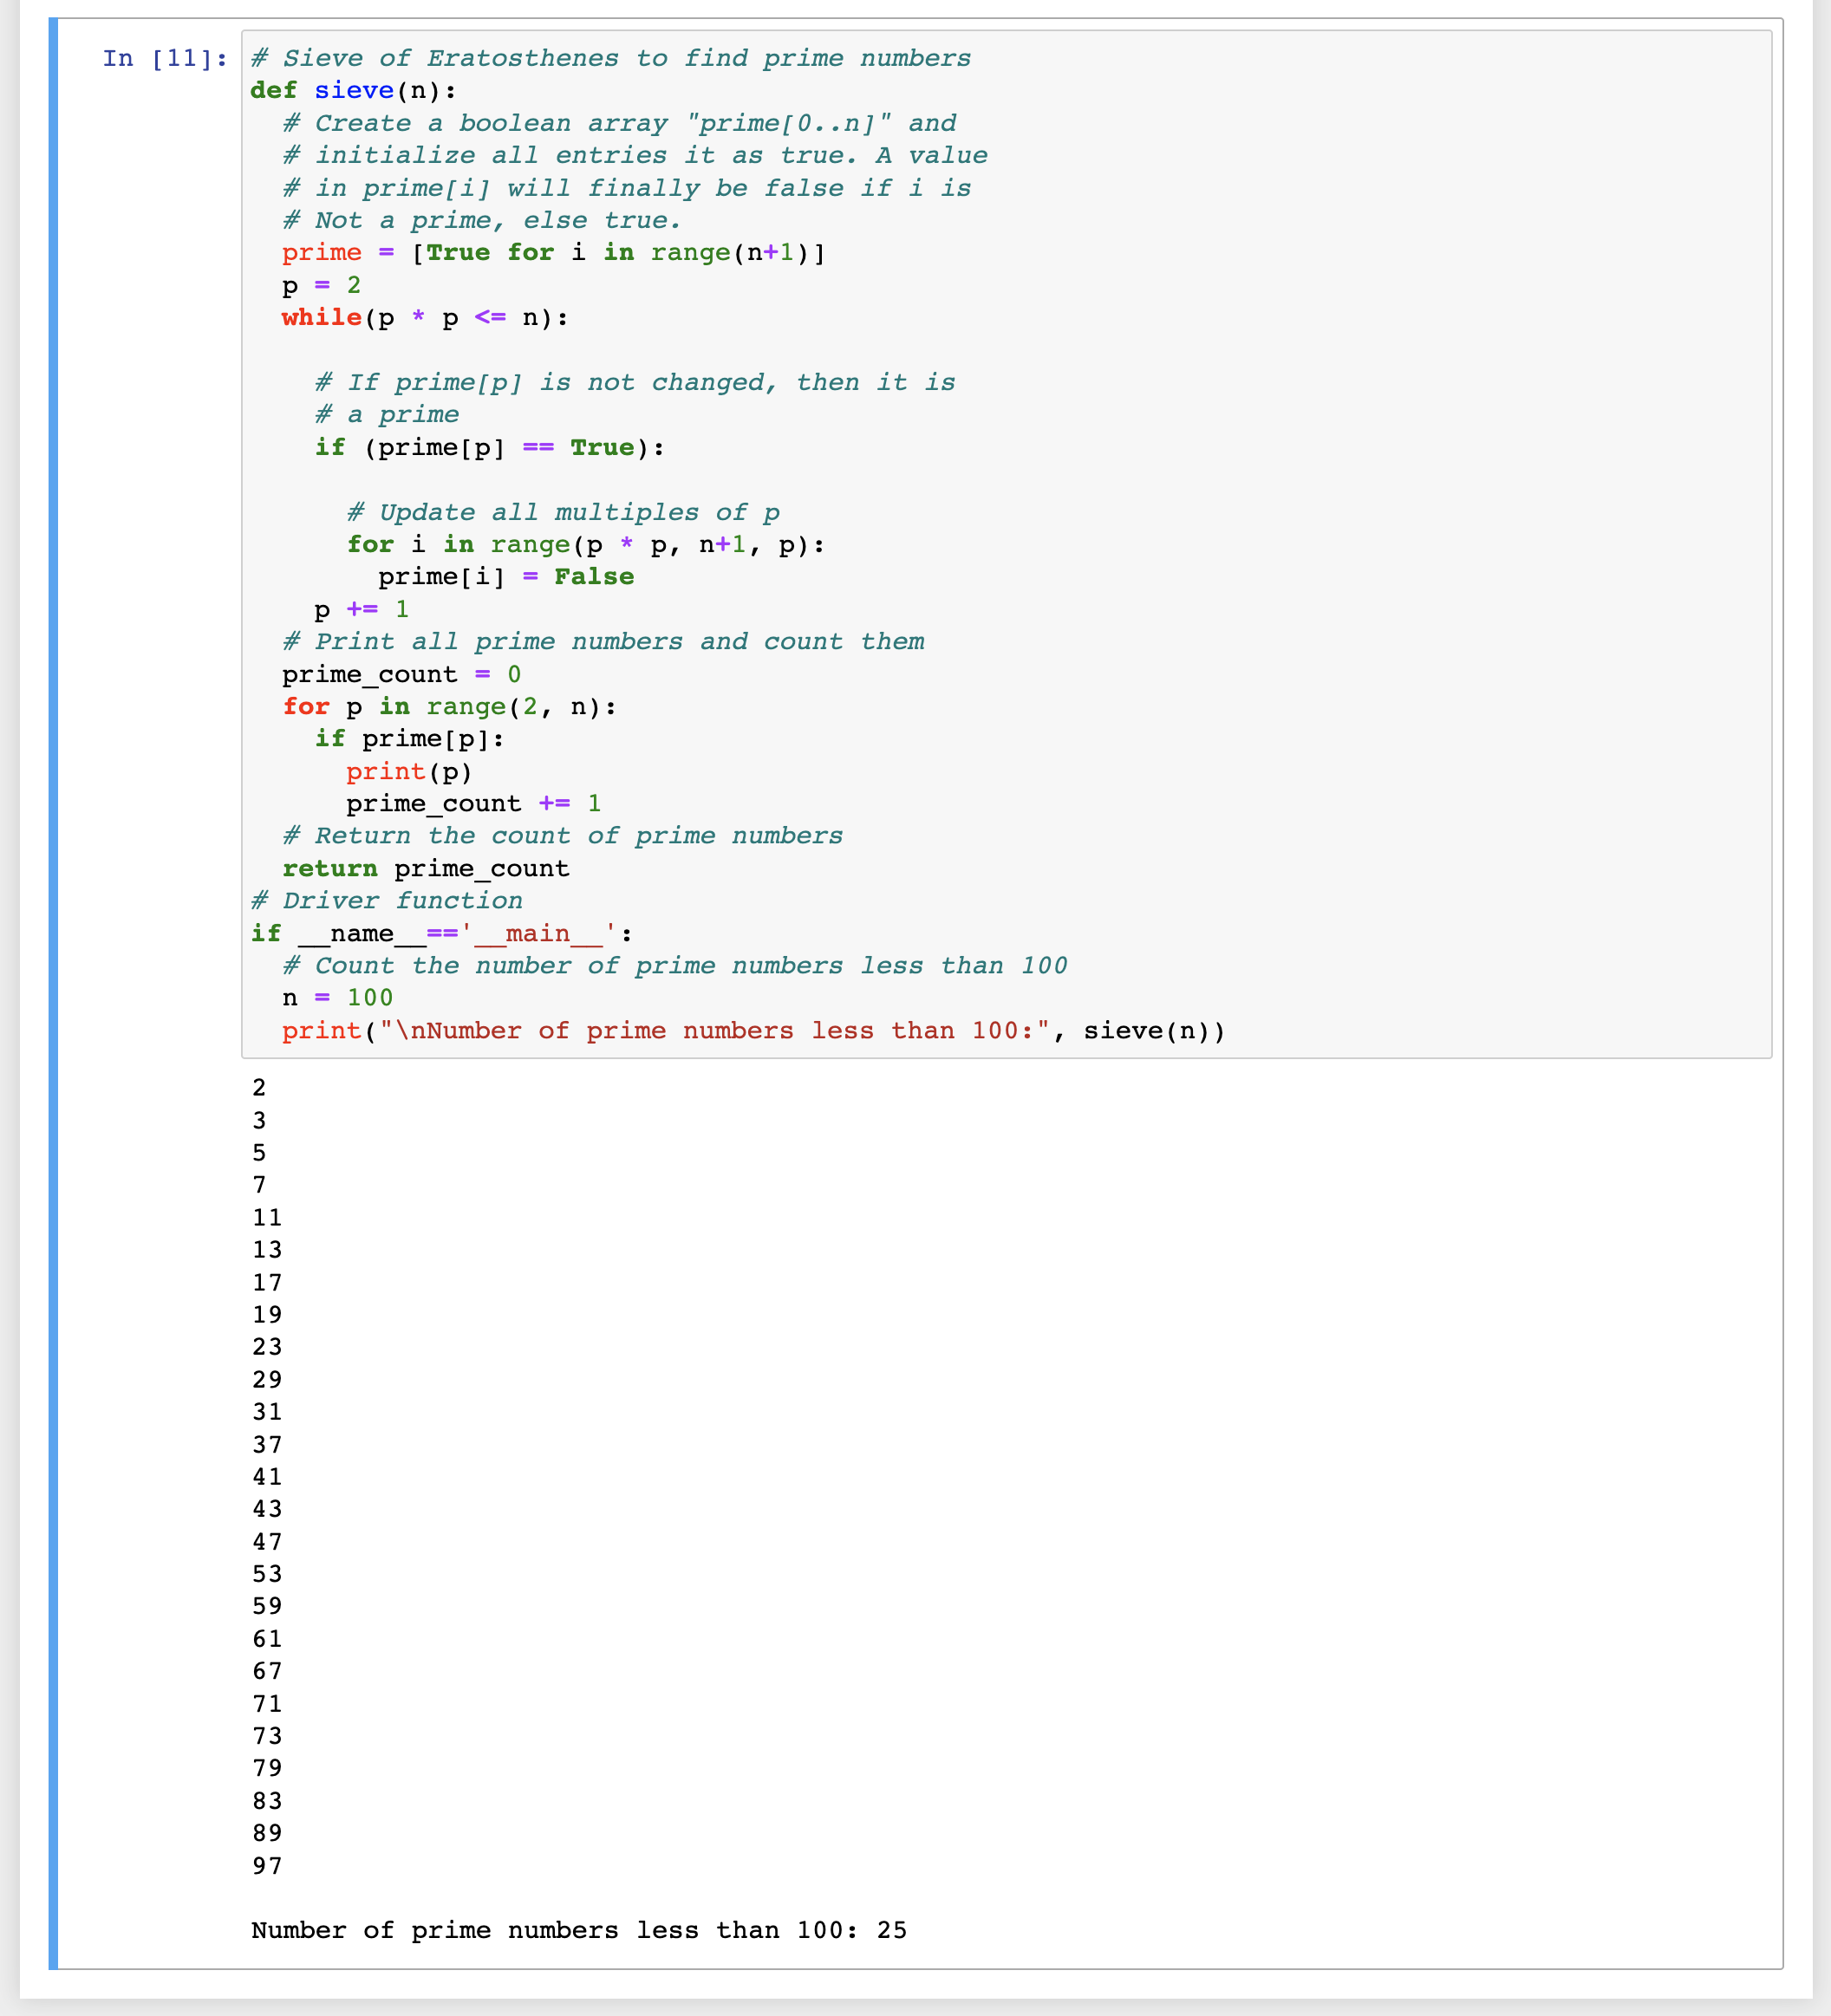 In [11]: # Sieve of Eratosthenes to find prime numbers
def sieve(n):
  # Create a boolean array "prime[0..n]" and
  # initialize all entries it as true. A value
  # in prime[i] will finally be false if i is
  # Not a prime, else true.
  prime = [True for i in range(n+1)]
  p = 2
  while(p * p <= n):

    # If prime[p] is not changed, then it is
    # a prime
    if (prime[p] == True):

      # Update all multiples of p
      for i in range(p * p, n+1, p):
        prime[i] = False
    p += 1
  # Print all prime numbers and count them
  prime_count = 0
  for p in range(2, n):
    if prime[p]:
      print(p)
      prime_count += 1
  # Return the count of prime numbers
  return prime_count
# Driver function
if __name__=='__main__':
  # Count the number of prime numbers less than 100
  n = 100
  print("\nNumber of prime numbers less than 100:", sieve(n))
2
3
5
7
11
13
17
19
23
29
31
37
41
43
47
53
59
61
67
71
73
79
83
89
97

Number of prime numbers less than 100: 25